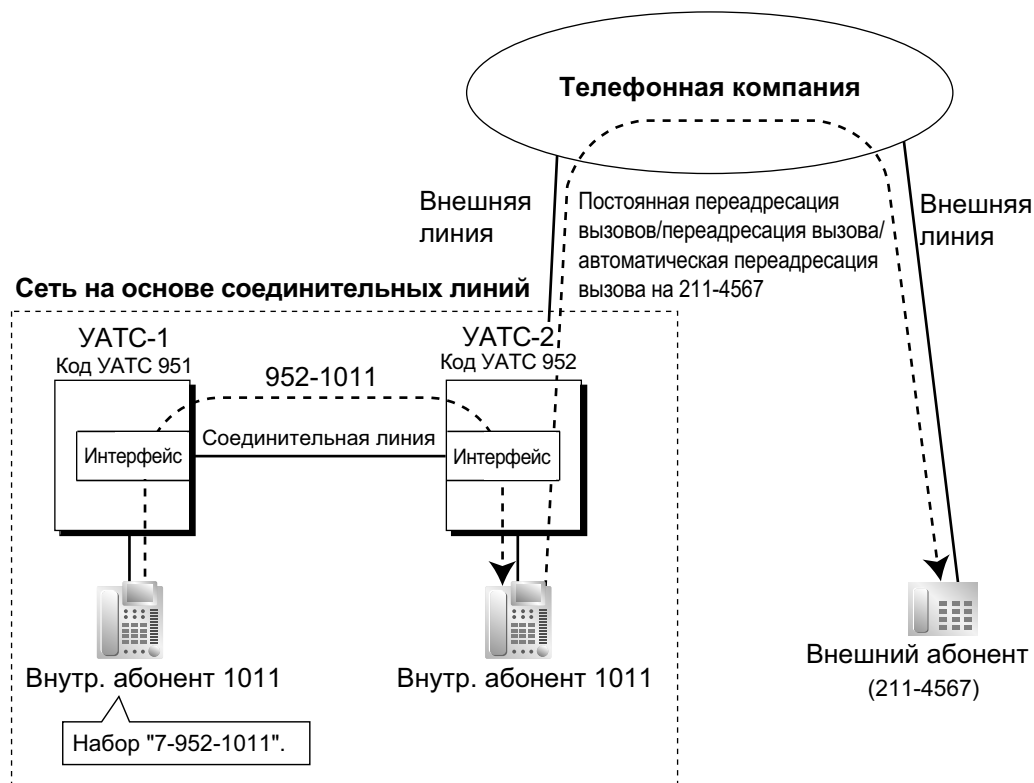 Телефонная компания
Внешняя
линия
Постоянная переадресация
вызовов/переадресация вызова/
автоматическая переадресация
вызова на 211-4567
Внешняя
линия
Сеть на основе соединительных линий
УАТС-1
Код УАТС 951
УАТС-2
Код УАТС 952
952-1011
Интерфейс
Соединительная линия
Интерфейс
Внутр. абонент 1011
Внутр. абонент 1011
Внешний абонент
(211-4567)
Набор "7-952-1011".